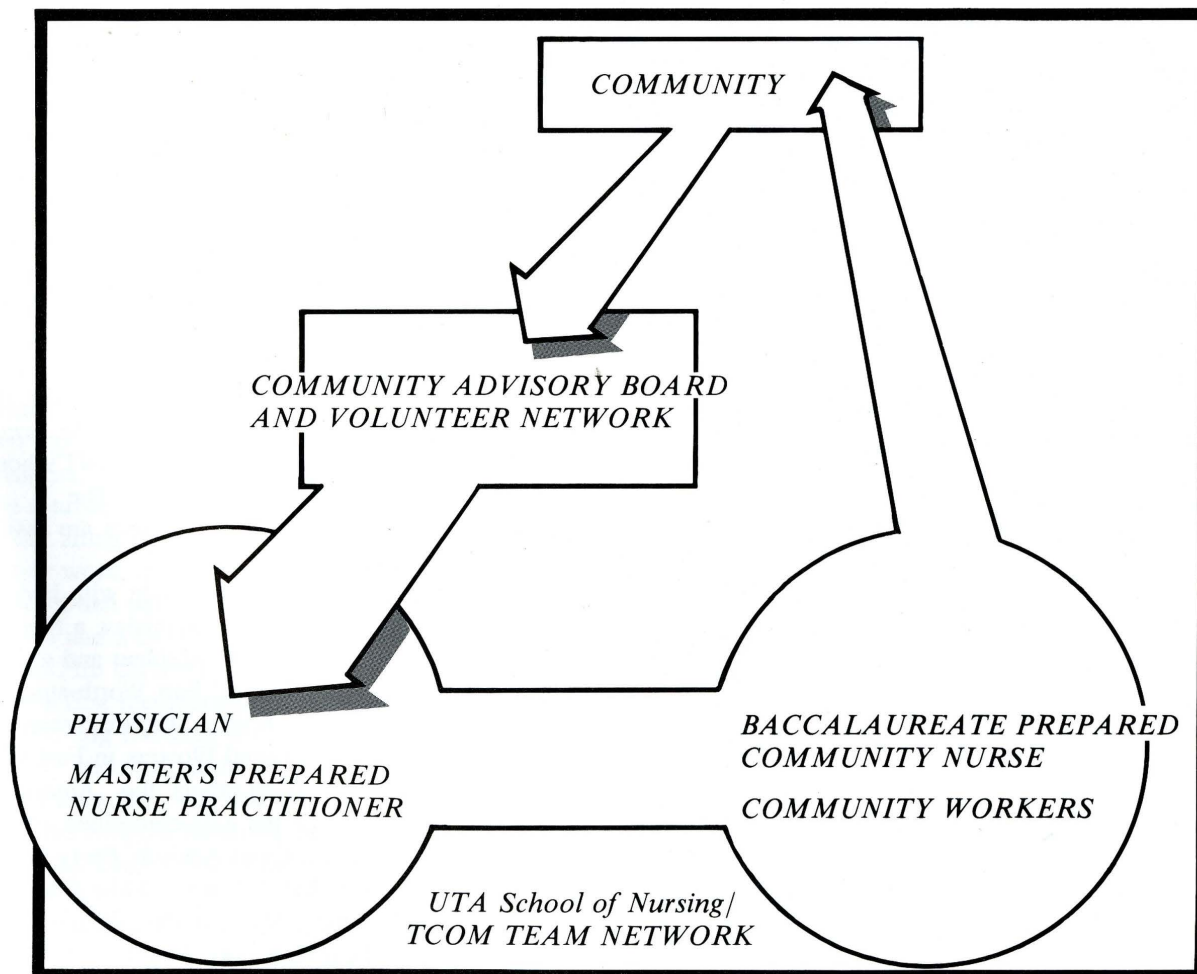 COMMUNITY
COMMUNITY ADVISORY BOARD
AND VOLUNTEER NETWORK
PHYSICIAN
MASTER'S PREPARED
NURSE PRACTITIONER
BACCALAUREATE PREPARED
COMMUNITY NURSE
COMMUNITY WORKERS
UTA School of Nursing/
TCOM TEAM NETWORK